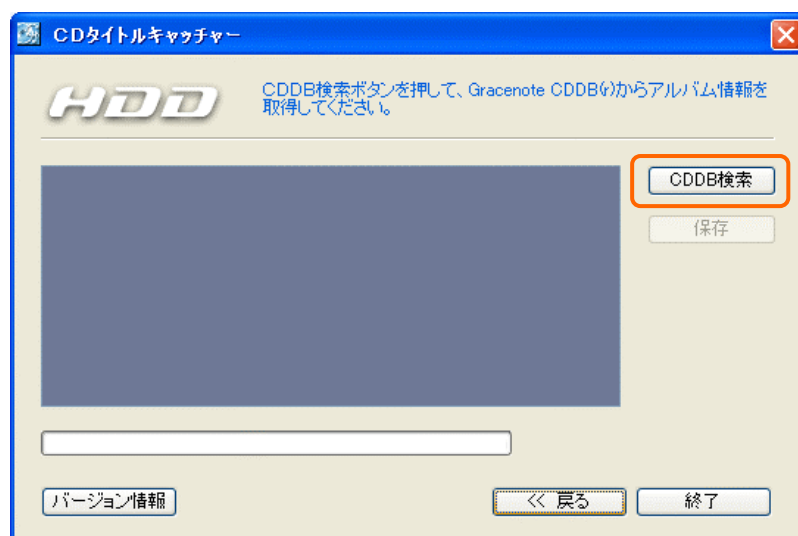 CDタイトルキャッチャー
HDD
CDDB検索ボタンを押して、Gracenote CDDB(r)からアルバム情報を
取得してください。
CDDB検索
保存
バージョン情報
<< 戻る
終了